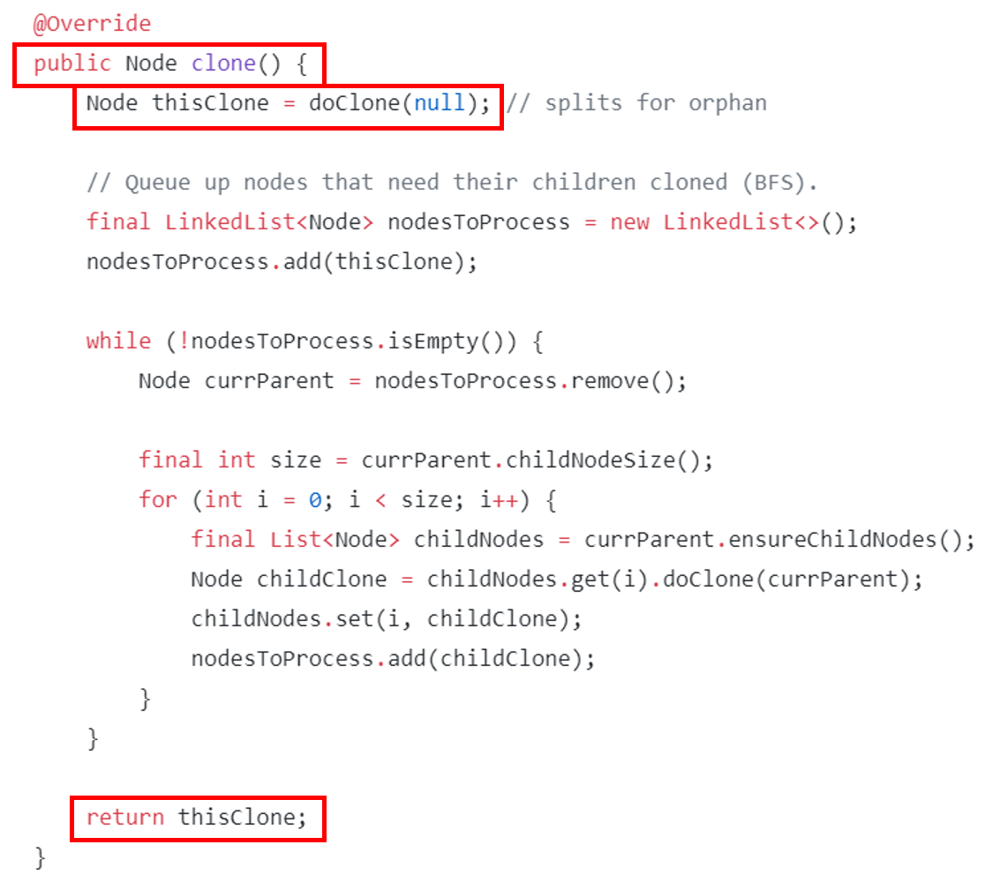 @Override
public Node clone() {
Node thisClone = doClone(null); // splits for orphan
// Queue up nodes that need their children cloned (BFS).
final LinkedList<Node> nodesToProcess = new LinkedList<>();
nodesToProcess.add(thisClone);
while (!nodesToProcess.isEmpty()) {
Node currParent = nodesToProcess.remove();
final int size = currParent.childNodeSize();
for (int i = 0; i < size; i++) {
final List<Node> childNodes = currParent.ensureChildNodes();
Node childClone = childNodes.get(i).doClone(currParent);
childNodes.set(i, childClone);
nodesToProcess.add(childClone);
}
}
return thisClone;
}